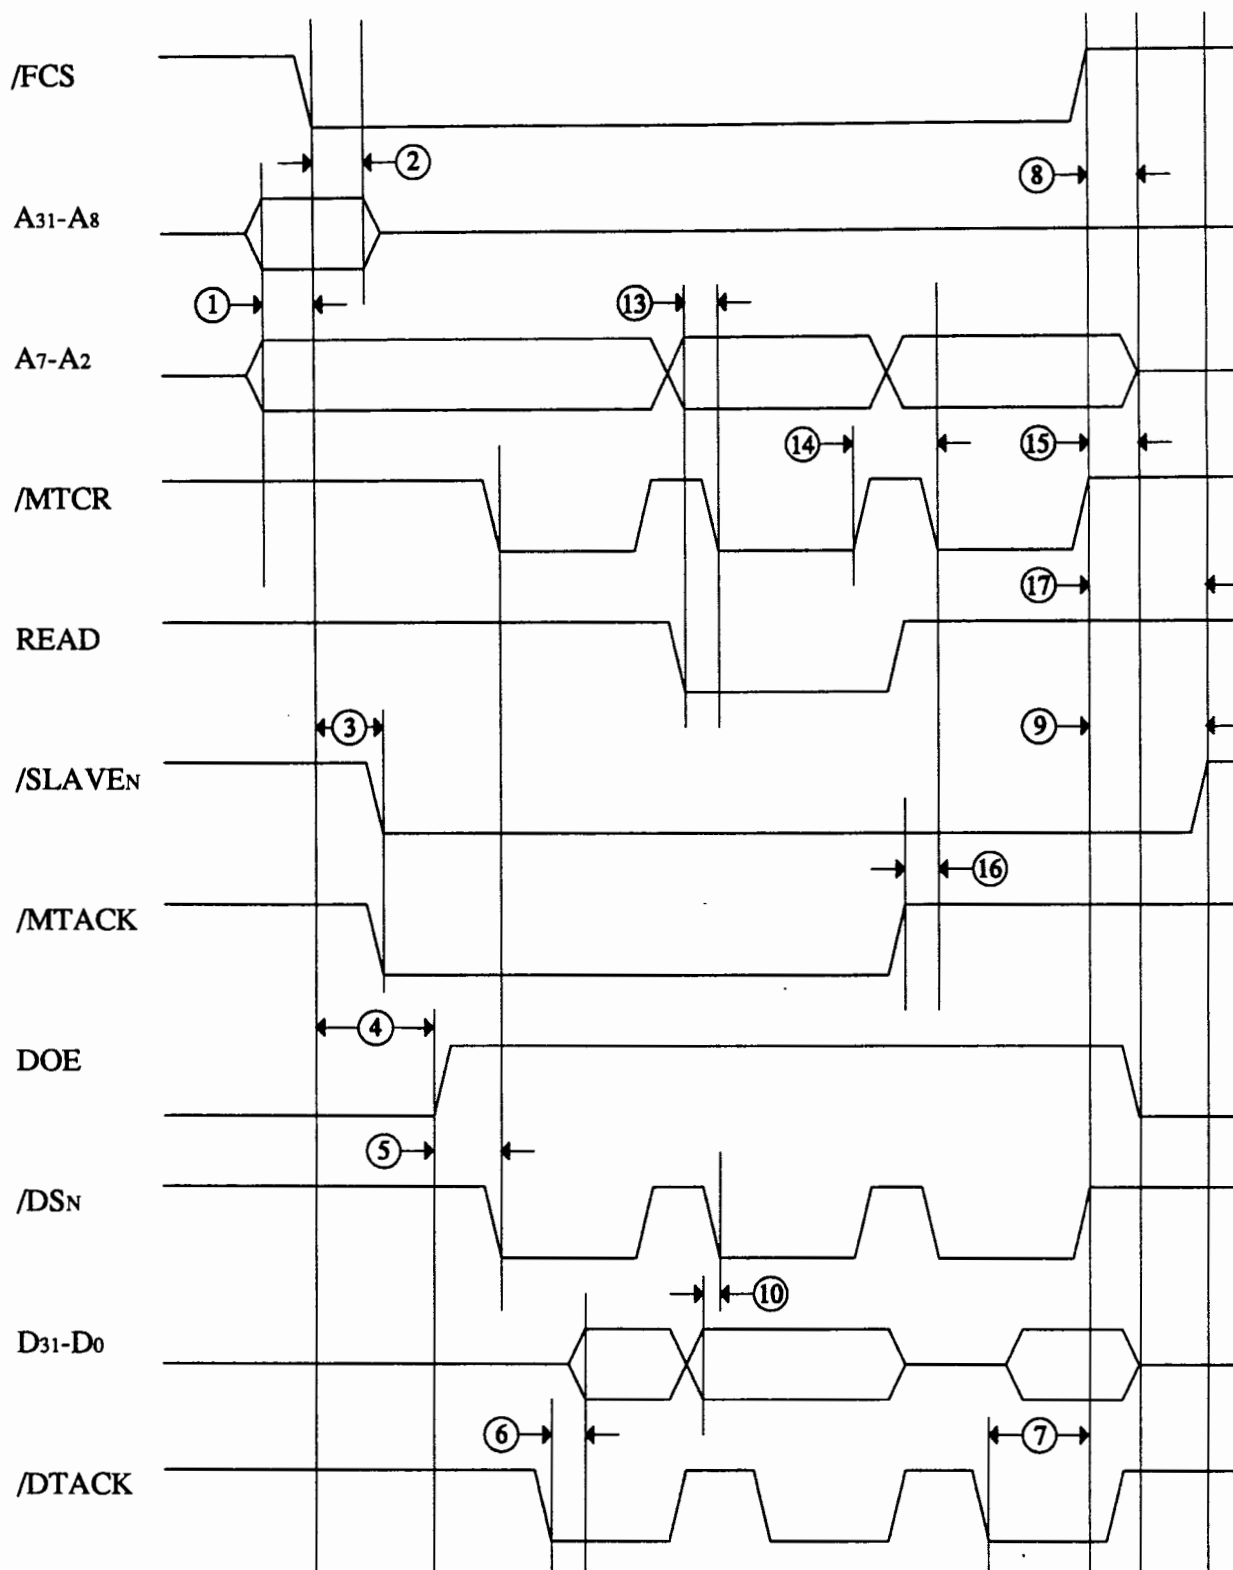 /FCS
②
⑧
A31-A8
①
⑬
A7-A2
⑭
⑮
/MTCR
⑰
READ
③
⑨
/SLAVEN
⑯
/MTACK
④
DOE
⑤
/DSN
⑩
D31-D0
⑥
⑦
/DTACK